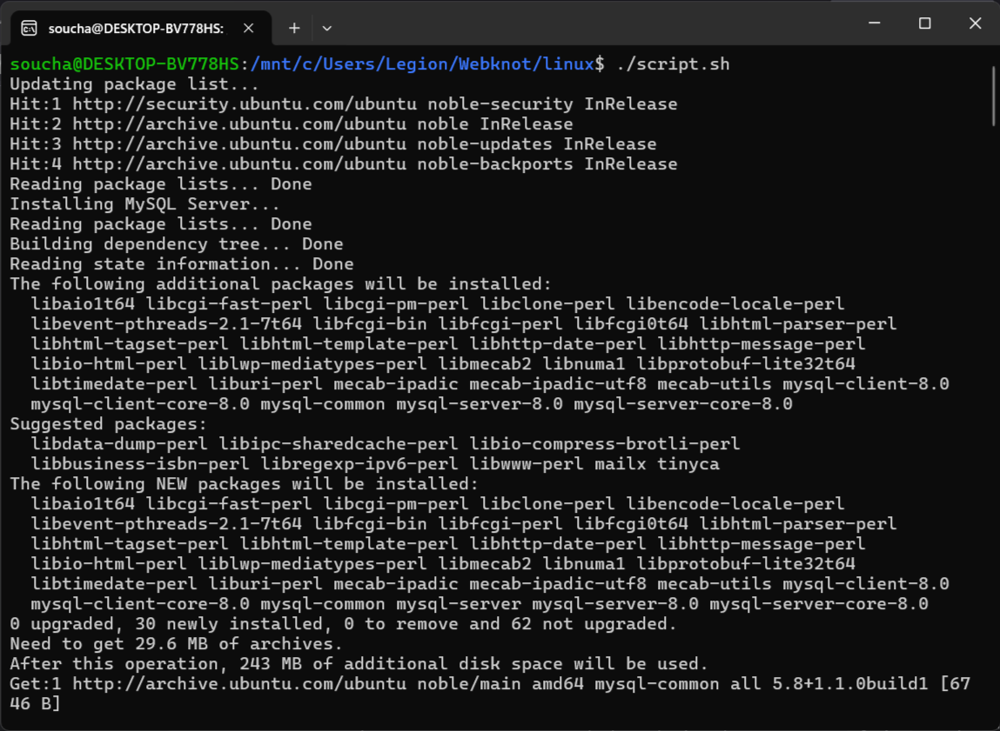 soucha@DESKTOP-BV778HS:
soucha@DESKTOP-BV778HS:/mnt/c/Users/Legion/Webknot/linux$ ./script.sh
Updating package list...
Hit:1 http://security.ubuntu.com/ubuntu noble-security InRelease
Hit:2 http://archive.ubuntu.com/ubuntu noble InRelease
Hit:3 http://archive.ubuntu.com/ubuntu noble-updates InRelease
Hit:4 http://archive.ubuntu.com/ubuntu noble-backports InRelease
Reading package lists... Done
Installing MySQL Server...
Reading package lists... Done
Building dependency tree... Done
Reading state information... Done
The following additional packages will be installed:
  libaio1t64 libcgi-fast-perl libcgi-pm-perl libclone-perl libencode-locale-perl
  libevent-pthreads-2.1-7t64 libfcgi-bin libfcgi-perl libfcgi0t64 libhtml-parser-perl
  libhtml-tagset-perl libhtml-template-perl libhttp-date-perl libhttp-message-perl
  libio-html-perl liblwp-mediatypes-perl libmecab2 libnuma1 libprotobuf-lite32t64
  libtimedate-perl liburi-perl mecab-ipadic mecab-ipadic-utf8 mecab-utils mysql-client-8.0
  mysql-client-core-8.0 mysql-common mysql-server-8.0 mysql-server-core-8.0
Suggested packages:
  libdata-dump-perl libipc-sharedcache-perl libio-compress-brotli-perl
  libbusiness-isbn-perl libregexp-ipv6-perl libwww-perl mailx tinyca
The following NEW packages will be installed:
  libaio1t64 libcgi-fast-perl libcgi-pm-perl libclone-perl libencode-locale-perl
  libevent-pthreads-2.1-7t64 libfcgi-bin libfcgi-perl libfcgi0t64 libhtml-parser-perl
  libhtml-tagset-perl libhtml-template-perl libhttp-date-perl libhttp-message-perl
  libio-html-perl liblwp-mediatypes-perl libmecab2 libnuma1 libprotobuf-lite32t64
  libtimedate-perl liburi-perl mecab-ipadic mecab-ipadic-utf8 mecab-utils mysql-client-8.0
  mysql-client-core-8.0 mysql-common mysql-server mysql-server-8.0 mysql-server-core-8.0
0 upgraded, 30 newly installed, 0 to remove and 62 not upgraded.
Need to get 29.6 MB of archives.
After this operation, 243 MB of additional disk space will be used.
Get:1 http://archive.ubuntu.com/ubuntu noble/main amd64 mysql-common all 5.8+1.1.0build1 [67
46 B]